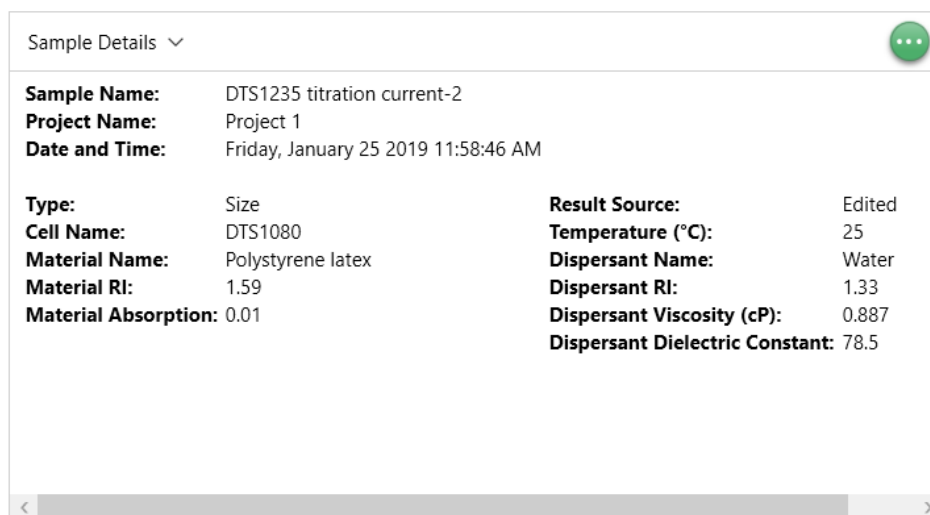 Sample Details
Sample Name: DTS1235 titration current-2
Project Name: Project 1
Date and Time: Friday, January 25 2019 11:58:46 AM
Type: Size Result Source: Edited
Cell Name: DTS1080 Temperature (°C): 25
Material Name: Polystyrene latex Dispersant Name: Water
Material RI: 1.59 Dispersant RI: 1.33
Material Absorption: 0.01 Dispersant Viscosity (cP): 0.887
Dispersant Dielectric Constant: 78.5